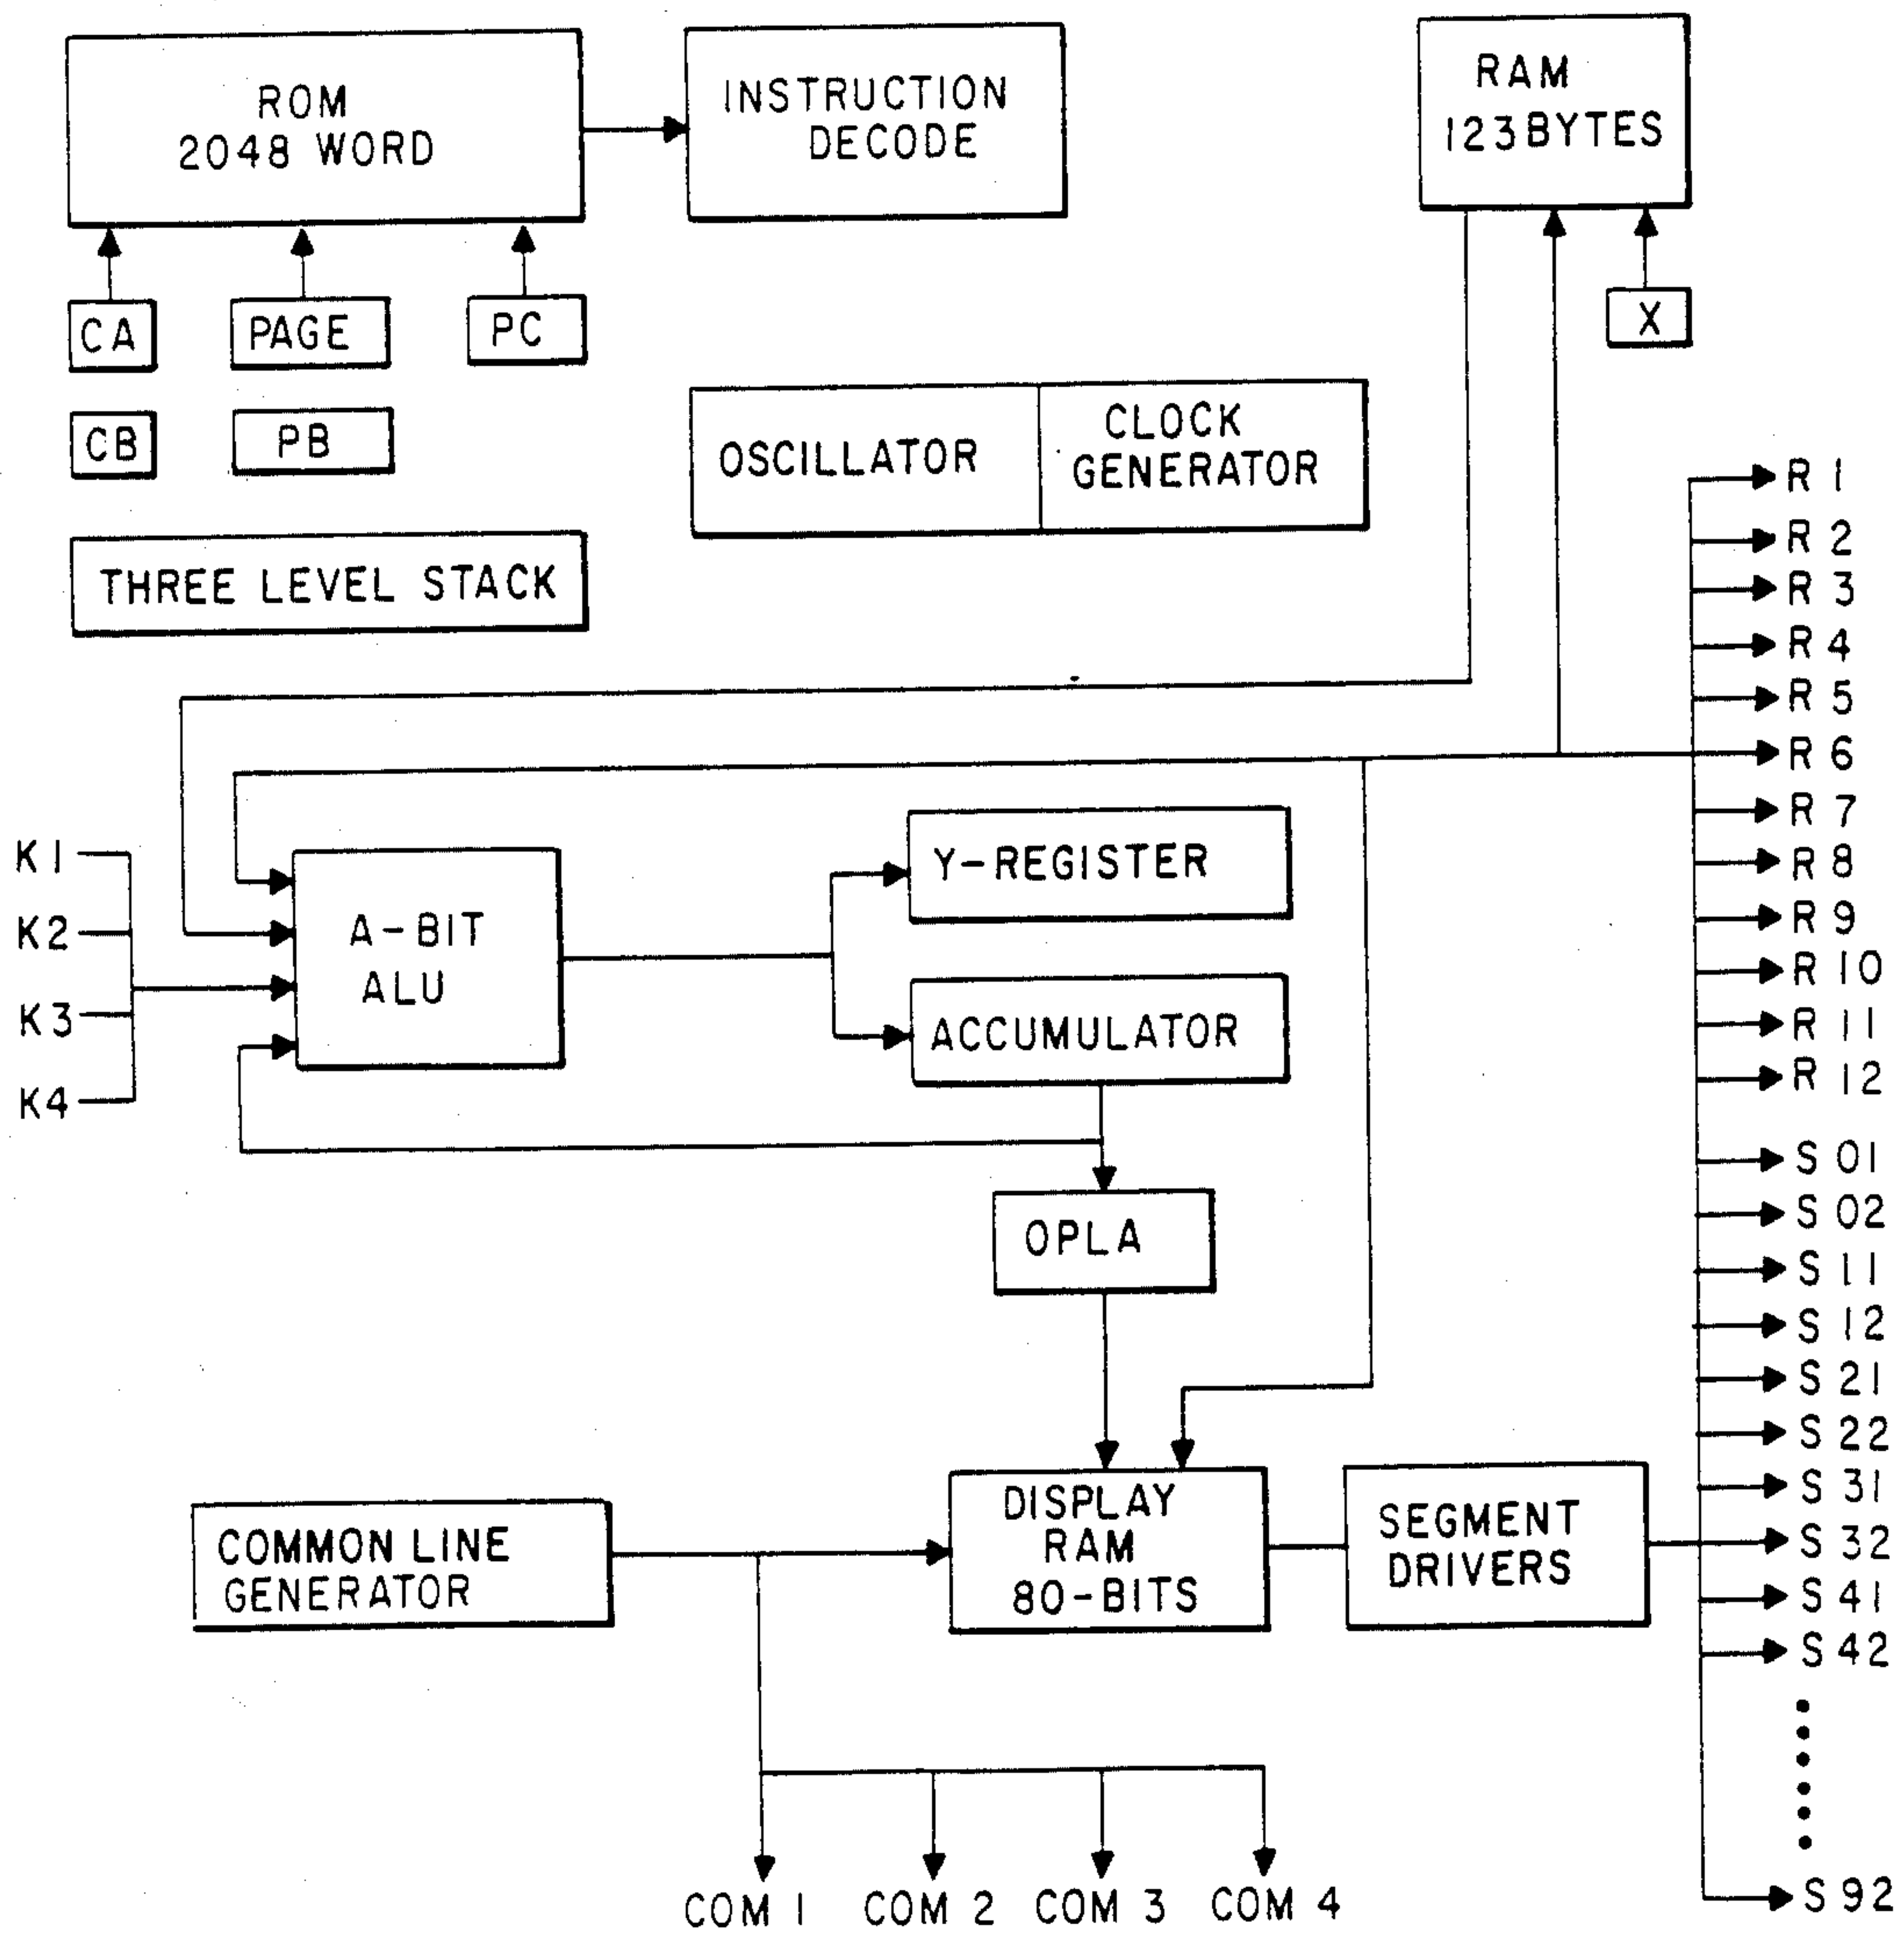 ROM
2048 WORD
INSTRUCTION
DECODE
RAM
123BYTES
CA
PAGE
PC
X
CB
PB
OSCILLATOR
CLOCK
GENERATOR
THREE LEVEL STACK
R 1
R 2
R 3
R 4
R 5
R 6
R 7
R 8
R 9
R 10
R 11
R 12
K1
K2
K3
K4
A-BIT
ALU
Y-REGISTER
ACCUMULATOR
OPLA
S 01
S 02
S 11
S 12
S 21
S 22
S 31
S 32
S 41
S 42
S 92
COMMON LINE
GENERATOR
DISPLAY
RAM
80-BITS
SEGMENT
DRIVERS
COM 1
COM 2
COM 3
COM 4